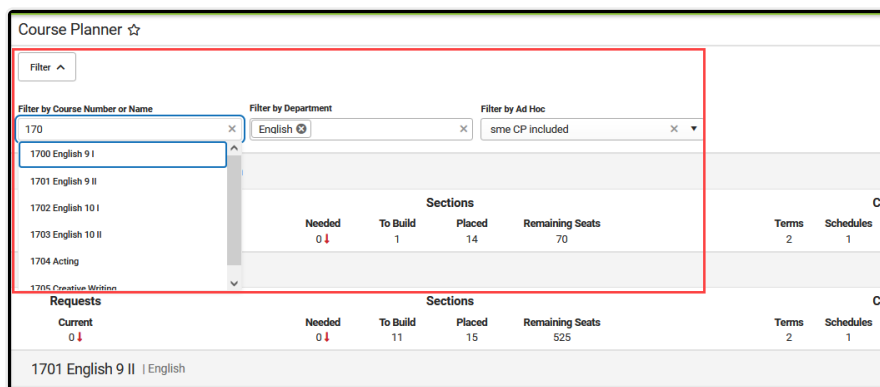 Course Planner
Filter
Filter by Course Number or Name Filter by Department Filter by Ad Hoc
170 English sme CP included
1700 English 9 I
1701 English 9 II
1702 English 10 I
1703 English 10 II
1704 Acting
1705 Creative Writing
Sections C
Needed To Build Placed Remaining Seats Terms Schedules
0 1 14 70 2 1
Requests Sections C
Current Needed To Build Placed Remaining Seats Terms Schedules
0 0 11 15 525 2 1
1701 English 9 II | English